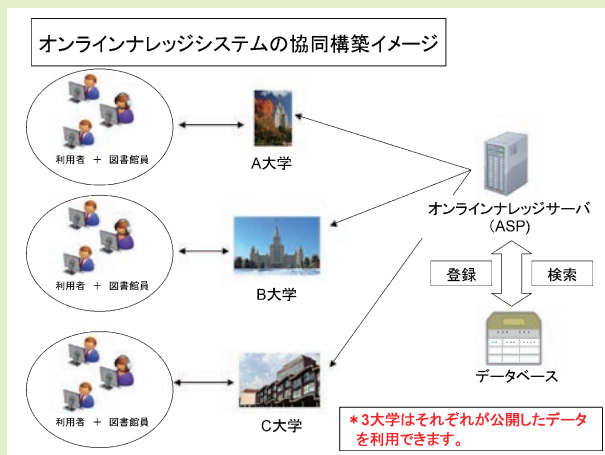 オンラインナレッジシステムの協同構築イメージ
利用者 + 図書館員
A大学
オンラインナレッジサーバ
(ASP)
利用者 + 図書館員
B大学
登録
検索
データベース
利用者 + 図書館員
C大学
*3大学はそれぞれが公開したデータ
を利用できます。